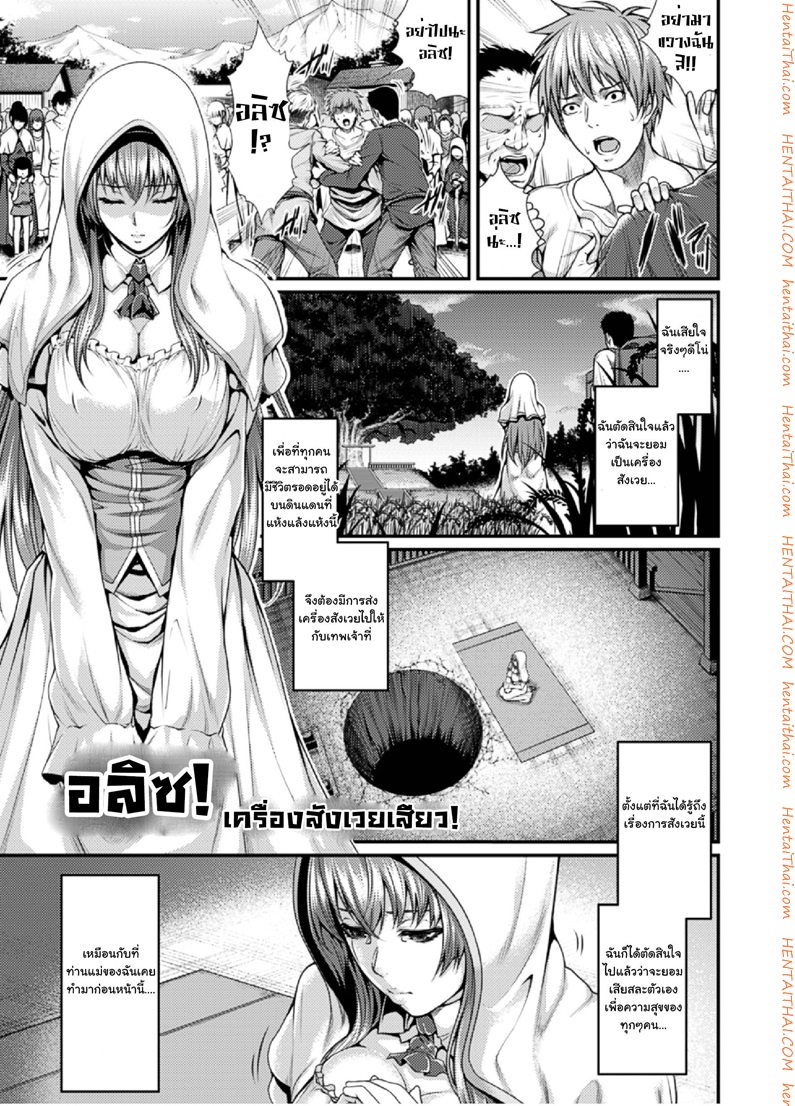 อย่ามา
ขวางฉัน
สิ!!
อลิซ
น่ะ...!
อย่าไปนะ
อลิซ!
อลิซ
!?
ฉันเสียใจ
จริงๆดีโน่
....
ฉันตัดสินใจแล้ว
ว่าฉันจะยอม
เป็นเครื่อง
สังเวย...
เพื่อที่ทุกคน
จะสามารถ
มีชีวิตรอดอยู่ได้
บนดินแดนที่
แห้งแล้งแห่งนี้
จึงต้องมีการส่ง
เครื่องสังเวยไปให้
กับเทพเจ้าที่
อลิซ!
เครื่องสังเวยเสียว!
ตั้งแต่ที่ฉันได้รู้ถึง
เรื่องการสังเวยนี้
ฉันก็ได้ตัดสินใจ
ไปแล้วว่าจะยอม
เสียสละตัวเอง
เพื่อความสุขของ
ทุกๆคน...
เหมือนกับที่
ท่านแม่ของฉันเคย
ทำมาก่อนหน้านี้....
HentaiThai.com
HENTAITHAI.COM
hentaithai.com
HentaiThai.com
HENTAITHAI.COM
hentaithai.com
HentaiThai.com
HENTAITHAI.COM